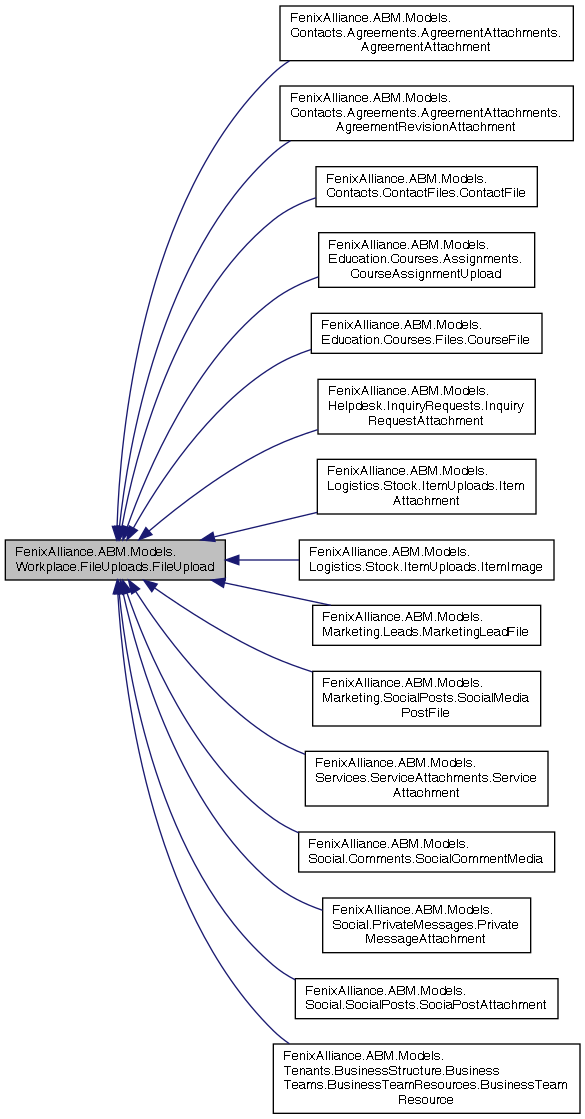 FenixAlliance.ABM.Models.
Contacts.Agreements.AgreementAttachments.
AgreementAttachment
FenixAlliance.ABM.Models.
Contacts.Agreements.AgreementAttachments.
AgreementRevisionAttachment
FenixAlliance.ABM.Models.
Contacts.ContactFiles.ContactFile
FenixAlliance.ABM.Models.
Education.Courses.Assignments.
CourseAssignmentUpload
FenixAlliance.ABM.Models.
Education.Courses.Files.CourseFile
FenixAlliance.ABM.Models.
Helpdesk.InquiryRequests.Inquiry
RequestAttachment
FenixAlliance.ABM.Models.
Logistics.Stock.ItemUploads.Item
Attachment
FenixAlliance.ABM.Models.
Workplace.FileUploads.FileUpload
FenixAlliance.ABM.Models.
Logistics.Stock.ItemUploads.ItemImage
FenixAlliance.ABM.Models.
Marketing.Leads.MarketingLeadFile
FenixAlliance.ABM.Models.
Marketing.SocialPosts.SocialMedia
PostFile
FenixAlliance.ABM.Models.
Services.ServiceAttachments.Service
Attachment
FenixAlliance.ABM.Models.
Social.Comments.SocialCommentMedia
FenixAlliance.ABM.Models.
Social.PrivateMessages.Private
MessageAttachment
FenixAlliance.ABM.Models.
Social.SocialPosts.SociaPostAttachment
FenixAlliance.ABM.Models.
Tenants.BusinessStructure.Business
Teams.BusinessTeamResources.BusinessTeam
Resource